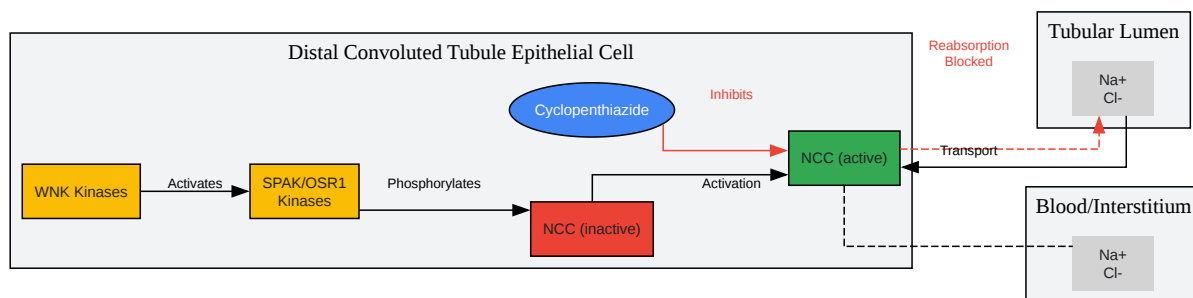 Distal Convoluted Tubule Epithelial Cell
Tubular Lumen
Reabsorption
Blocked
Na+
Cl-
Cyclopenthiazide
Inhibits
NCC (active)
Transport
WNK Kinases
Activates
SPAK/OSR1
Kinases
Phosphorylates
Activation
NCC (inactive)
Blood/Interstitium
Na+
Cl-